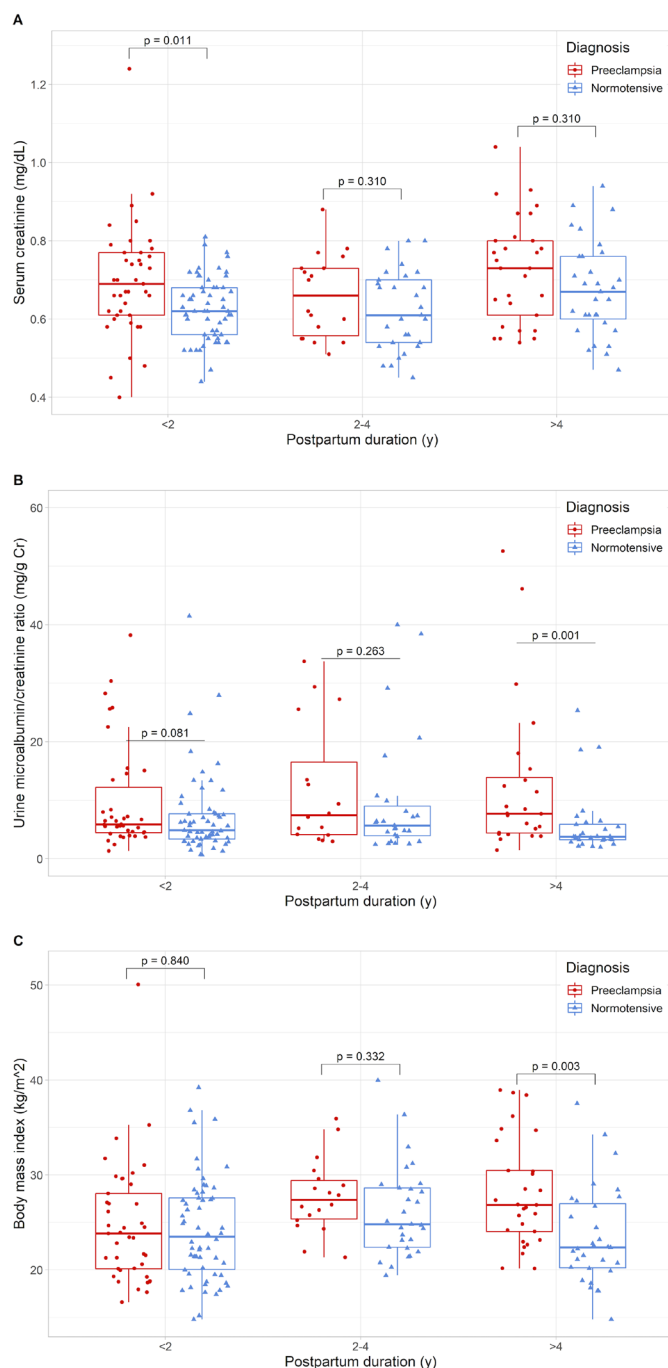 A
p = 0.011
Diagnosis
Preeclampsia
Normotensive
1.2
p = 0.310
p = 0.310
1.0
0.8
0.6
0.4
Serum creatinine (mg/dL)
<2
2-4
>4
Postpartum duration (y)
B
60
Diagnosis
Preeclampsia
Normotensive
p = 0.001
40
p = 0.263
p = 0.081
20
0
Urine microalbumin/creatinine ratio (mg/g Cr)
<2
2-4
>4
Postpartum duration (y)
C
p = 0.840
Diagnosis
Preeclampsia
Normotensive
50
p = 0.332
p = 0.003
40
30
20
Body mass index (kg/m^2)
<2
2-4
>4
Postpartum duration (y)